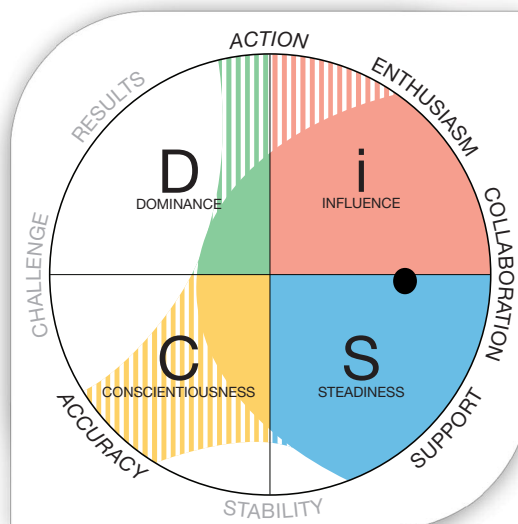 ACTION
ENTHUSIASM
RESULTS
D
DOMINANCE
i
INFLUENCE
COLLABORATION
CHALLENGE
C
CONSCIENTIOUSNESS
S
STEADINESS
ACCURACY
SUPPORT
STABILITY